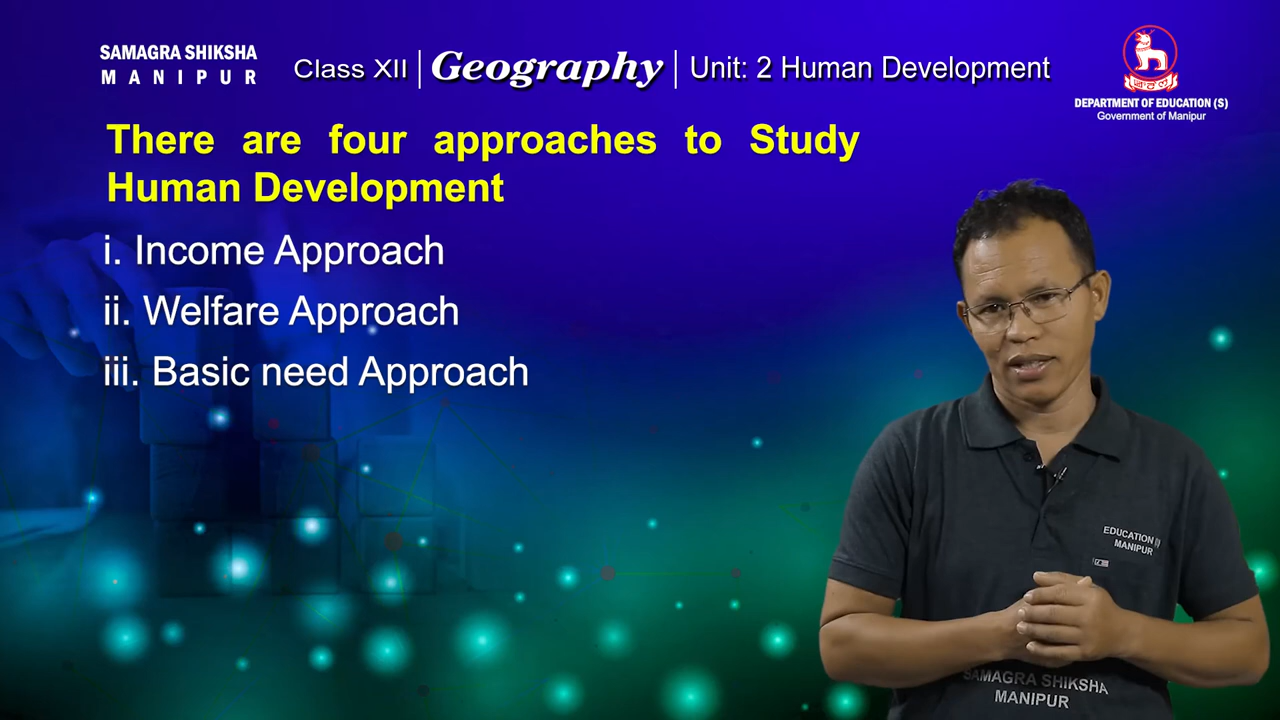 SAMAGRA SHIKSHA
MANIPUR
Class XII | Geography | Unit: 2 Human Development
DEPARTMENT OF EDUCATION (S)
Government of Manipur
There are four approaches to Study
Human Development
i. Income Approach
ii. Welfare Approach
iii. Basic need Approach
EDUCATION
MANIPUR
SAMAGRA SHIKSHA
MANIPUR